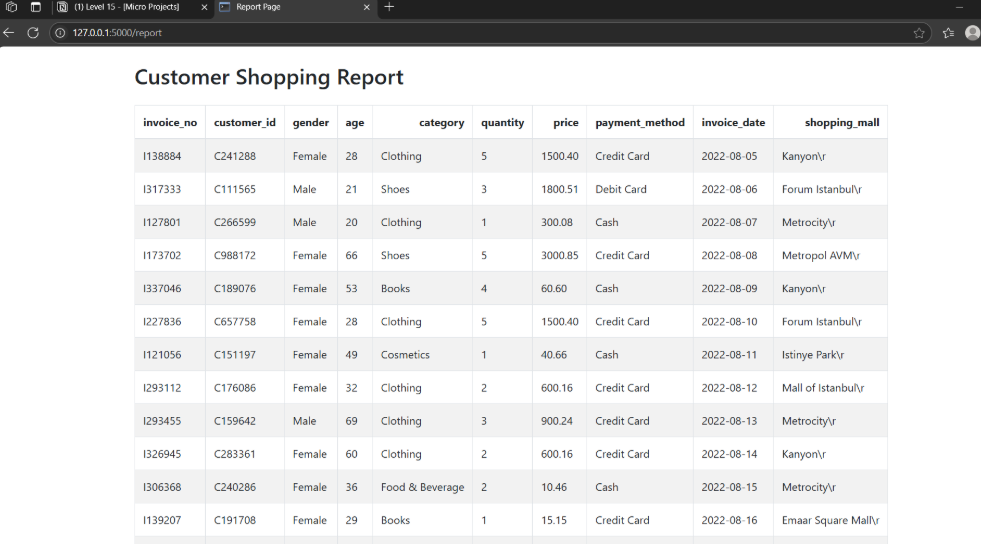 (1) Level 15 - [Micro Projects]
Report Page
127.0.0.1:5000/report
Customer Shopping Report
invoice_no customer_id gender age category quantity price payment_method invoice_date shopping_mall
I138884 C241288 Female 28 Clothing 5 1500.40 Credit Card 2022-08-05 Kanyon\r
I317333 C111565 Male 21 Shoes 3 1800.51 Debit Card 2022-08-06 Forum Istanbul\r
I127801 C266599 Male 20 Clothing 1 300.08 Cash 2022-08-07 Metrocity\r
I173702 C988172 Female 66 Shoes 5 3000.85 Credit Card 2022-08-08 Metropol AVM\r
I337046 C189076 Female 53 Books 4 60.60 Cash 2022-08-09 Kanyon\r
I227836 C657758 Female 28 Clothing 5 1500.40 Credit Card 2022-08-10 Forum Istanbul\r
I121056 C151197 Female 49 Cosmetics 1 40.66 Cash 2022-08-11 Istinye Park\r
I293112 C176086 Female 32 Clothing 2 600.16 Credit Card 2022-08-12 Mall of Istanbul\r
I293455 C159642 Male 69 Clothing 3 900.24 Credit Card 2022-08-13 Metrocity\r
I326945 C283361 Female 60 Clothing 2 600.16 Credit Card 2022-08-14 Kanyon\r
I306368 C240286 Female 36 Food & Beverage 2 10.46 Cash 2022-08-15 Metrocity\r
I139207 C191708 Female 29 Books 1 15.15 Credit Card 2022-08-16 Emaar Square Mall\r